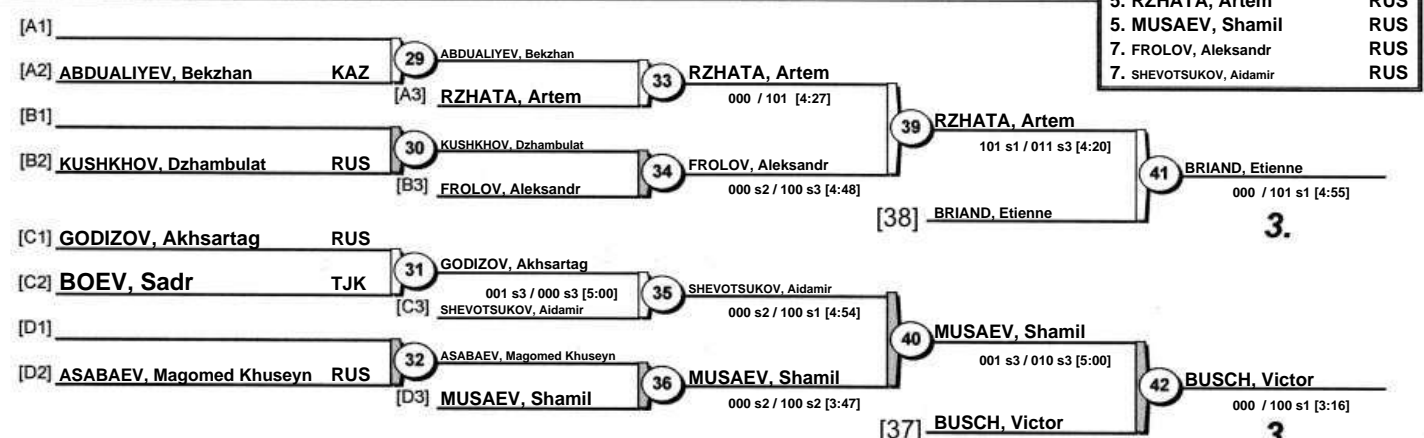 5. RZHATA, Artem RUS
5. MUSAEV, Shamil RUS
7. FROLOV, Aleksandr RUS
7. SHEVOTSUKOV, Aidamir RUS
[A1]
[A2] ABDUALIYEV, Bekzhan KAZ
29 ABDUALIYEV, Bekzhan
[A3] RZHATA, Artem
33 RZHATA, Artem
000 / 101 [4:27]
[B1]
[B2] KUSHKHOV, Dzhambulat RUS
30 KUSHKHOV, Dzhambulat
[B3] FROLOV, Aleksandr
34 FROLOV, Aleksandr
000 s2 / 100 s3 [4:48]
39 RZHATA, Artem
101 s1 / 011 s3 [4:20]
[38] BRIAND, Etienne
41 BRIAND, Etienne
000 / 101 s1 [4:55]
3.
[C1] GODIZOV, Akhsartag RUS
[C2] BOEV, Sadr TJK
31 GODIZOV, Akhsartag
001 s3 / 000 s3 [5:00]
[C3] SHEVOTSUKOV, Aidamir
35 SHEVOTSUKOV, Aidamir
000 s2 / 100 s1 [4:54]
[D1]
[D2] ASABAEV, Magomed Khuseyn RUS
32 ASABAEV, Magomed Khuseyn
[D3] MUSAEV, Shamil
36 MUSAEV, Shamil
000 s2 / 100 s2 [3:47]
40 MUSAEV, Shamil
001 s3 / 010 s3 [5:00]
[37] BUSCH, Victor
42 BUSCH, Victor
000 / 100 s1 [3:16]
3.